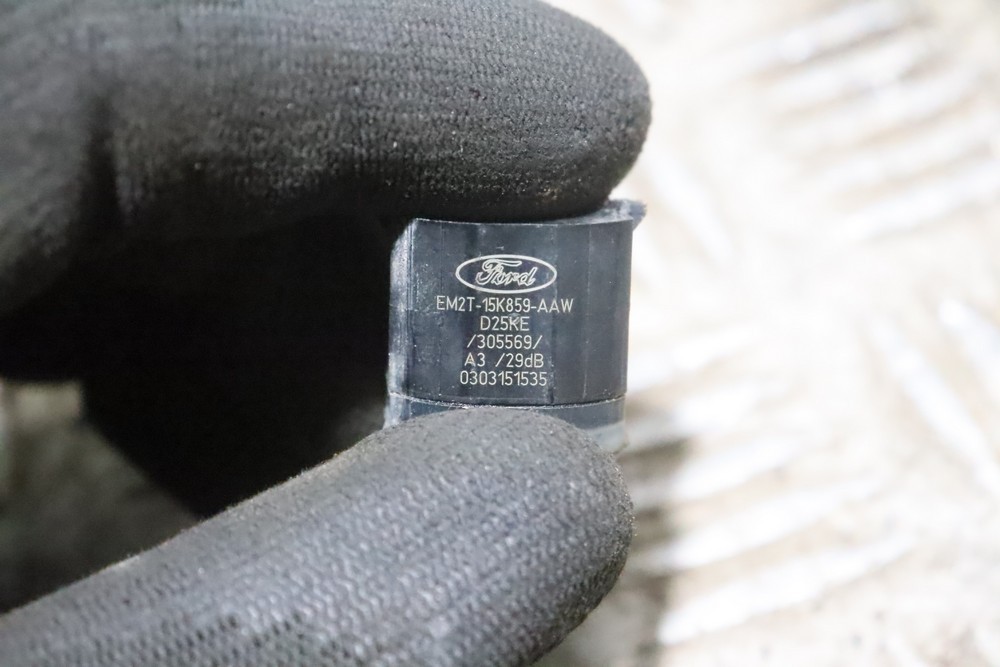 Ford
EM2T-15K859-AAW
D25KE
/305569/
A3 /29dB
0303151535